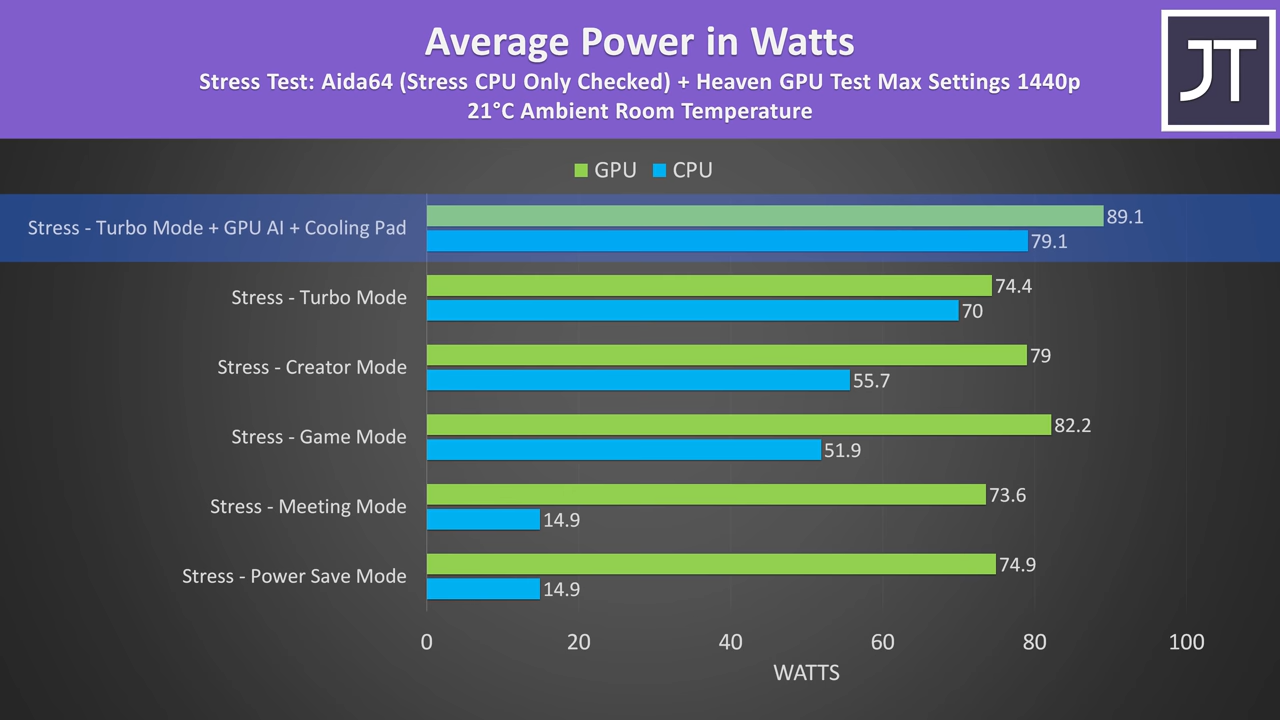 Average Power in Watts
Stress Test: Aida64 (Stress CPU Only Checked) + Heaven GPU Test Max Settings 1440p
21°C Ambient Room Temperature
JT
GPU CPU
Stress - Turbo Mode + GPU AI + Cooling Pad
89.1
79.1
Stress - Turbo Mode
74.4
70
Stress - Creator Mode
79
55.7
Stress - Game Mode
82.2
51.9
Stress - Meeting Mode
73.6
14.9
Stress - Power Save Mode
74.9
14.9
0 20 40 60 80 100
WATTS